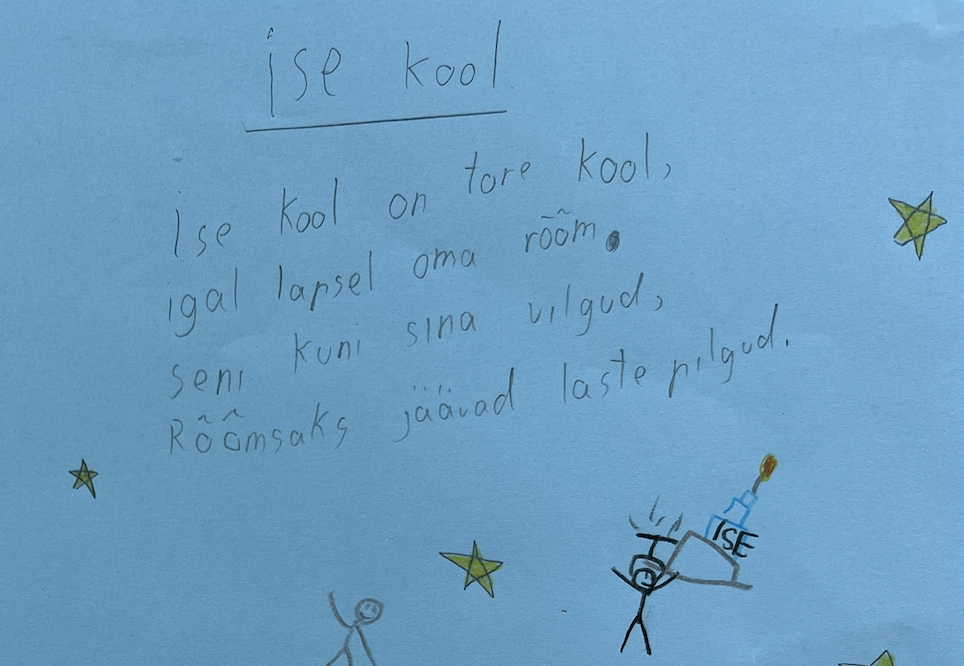 ise kool
Ise kool on tore kool,
igal lapsel oma rõõm.
seni kuni sina vilgud,
Rõõmsaks jäävad laste pilgud.
ISE